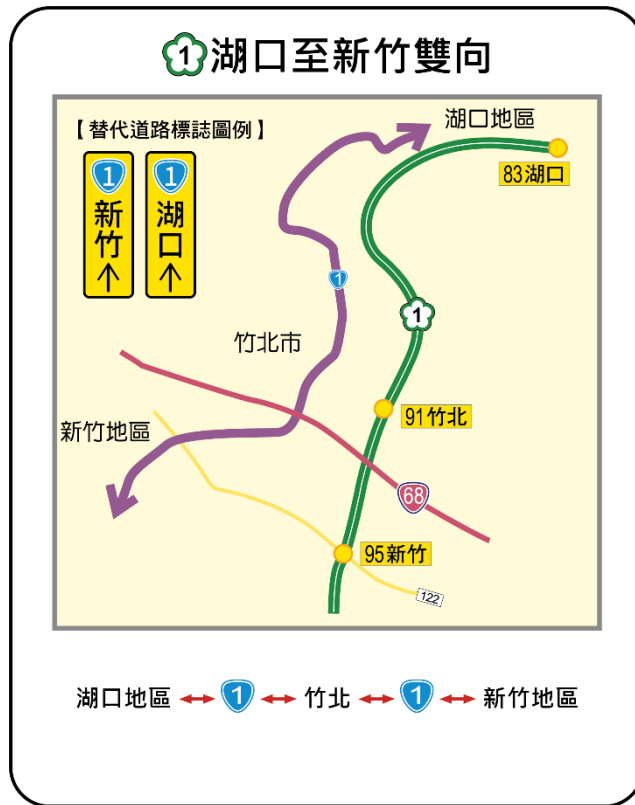 1湖口至新竹雙向
【替代道路標誌圖例】
1
新竹
↑
1
湖口
↑
湖口地區
83湖口
1
1
竹北市
91竹北
新竹地區
68
95新竹
122
湖口地區 ↔ 1 ↔ 竹北 ↔ 1 ↔ 新竹地區